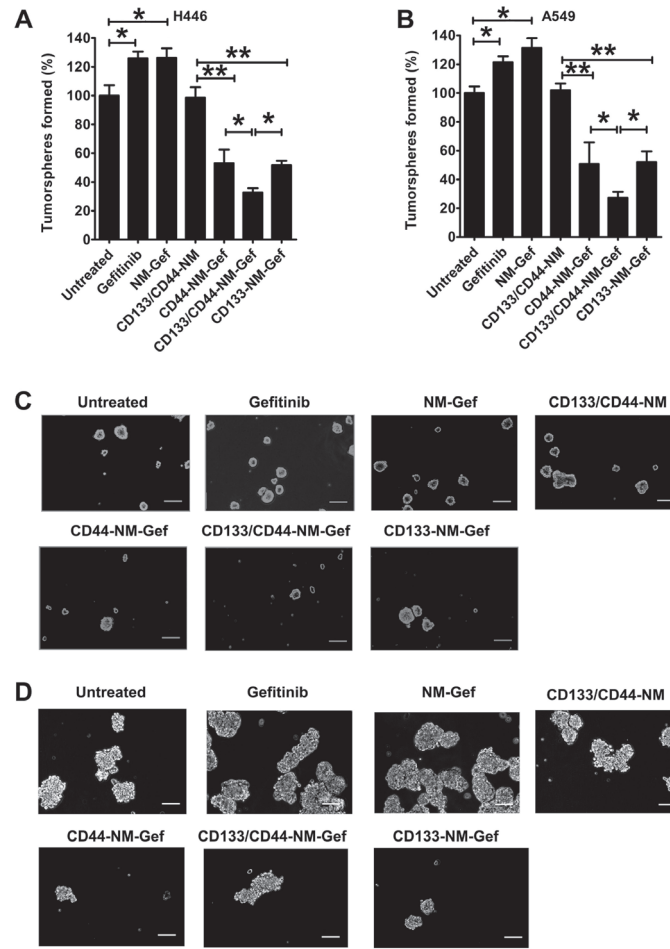 A
H446
Tumorspheres formed (%)
140
120
100
80
60
40
20
0
*
*
**
**
*
*
Untreated
Gefitinib
NM-Gef
CD133/CD44-NM
CD44-NM-Gef
CD133/CD44-NM-Gef
CD133-NM-Gef
B
A549
Tumorspheres formed (%)
140
120
100
80
60
40
20
0
*
*
**
**
*
*
Untreated
Gefitinib
NM-Gef
CD133/CD44-NM
CD44-NM-Gef
CD133/CD44-NM-Gef
CD133-NM-Gef
C
Untreated
Gefitinib
NM-Gef
CD133/CD44-NM
CD44-NM-Gef
CD133/CD44-NM-Gef
CD133-NM-Gef
D
Untreated
Gefitinib
NM-Gef
CD133/CD44-NM
CD44-NM-Gef
CD133/CD44-NM-Gef
CD133-NM-Gef